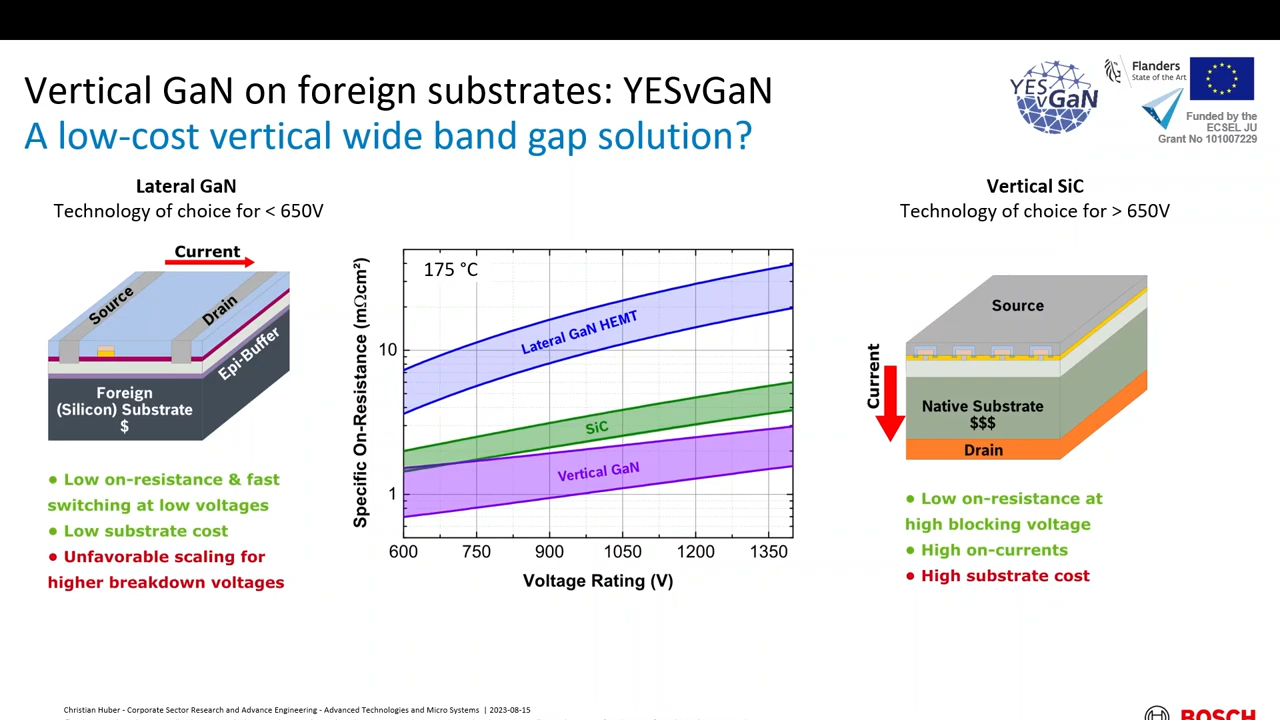 Vertical GaN on foreign substrates: YESvGaN
A low-cost vertical wide band gap solution?
YES
vGaN
Flanders
State of the Art
Funded by the
ECSEL JU
Grant No 101007229
Lateral GaN
Technology of choice for < 650V
Current
Source
Drain
Epi-Buffer
Foreign
(Silicon) Substrate
$
● Low on-resistance & fast
switching at low voltages
● Low substrate cost
● Unfavorable scaling for
higher breakdown voltages
175 °C
Specific On-Resistance (mΩcm²)
10
1
Lateral GaN HEMT
SiC
Vertical GaN
600 750 900 1050 1200 1350
Voltage Rating (V)
Vertical SiC
Technology of choice for > 650V
Source
Current
Native Substrate
$$$
Drain
● Low on-resistance at
high blocking voltage
● High on-currents
● High substrate cost
Christian Huber - Corporate Sector Research and Advance Engineering - Advanced Technologies and Micro Systems | 2023-08-15
BOSCH